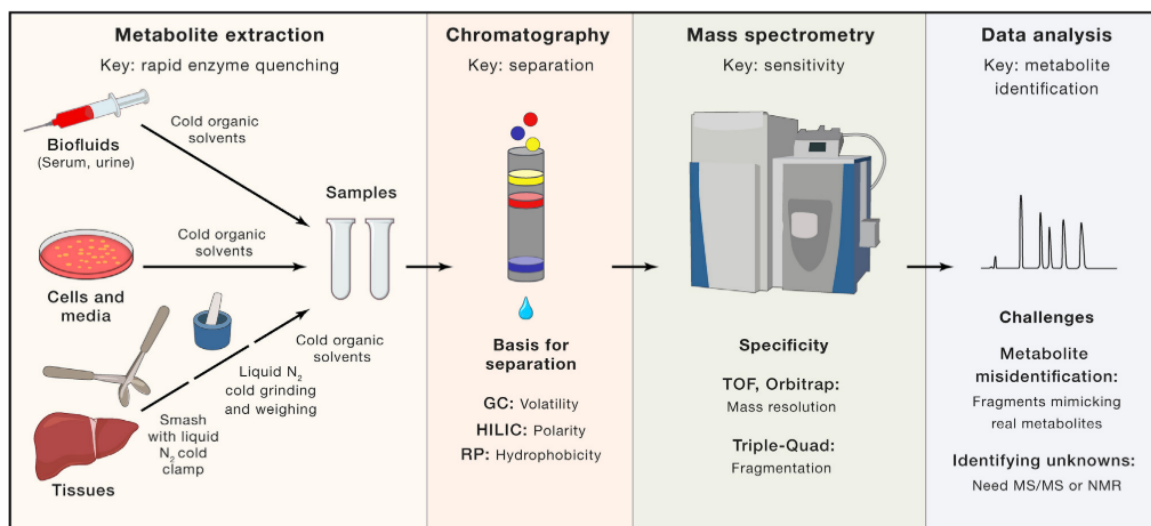 Metabolite extraction
Key: rapid enzyme quenching
Cold organic
solvents
Biofluids
(Serum, urine)
Samples
Cold organic
solvents
Cells and
media
Cold organic
solvents
Liquid N2
cold grinding
and weighing
Smash
with liquid
N2 cold
clamp
Tissues
Chromatography
Key: separation
Basis for
separation
GC: Volatility
HILIC: Polarity
RP: Hydrophobicity
Mass spectrometry
Key: sensitivity
Specificity
TOF, Orbitrap:
Mass resolution
Triple-Quad:
Fragmentation
Data analysis
Key: metabolite
identification
Challenges
Metabolite
misidentification:
Fragments mimicking
real metabolites
Identifying unknowns:
Need MS/MS or NMR